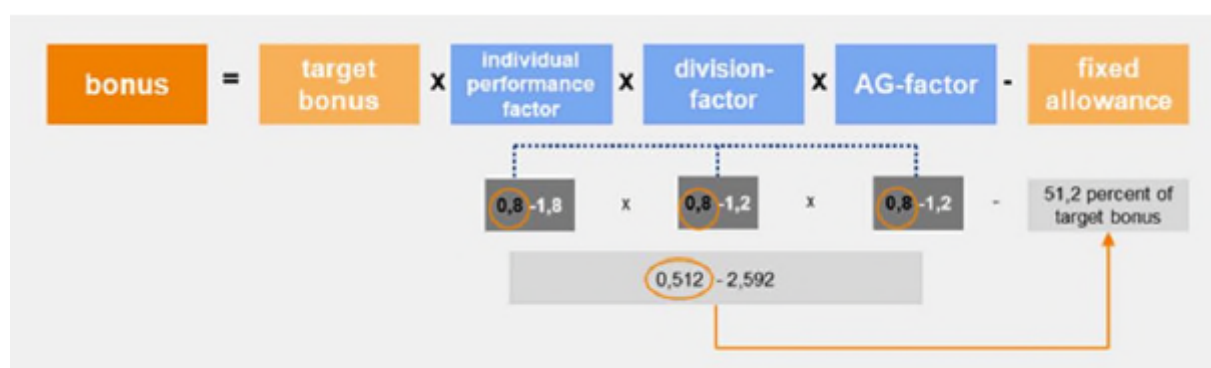 bonus
=
target
bonus
x
individual
performance
factor
x
division-
factor
x
AG-factor
-
fixed
allowance
0,8 -1,8
x
0,8 -1,2
x
0,8 -1,2
-
51,2 percent of
target bonus
0,512 - 2,592